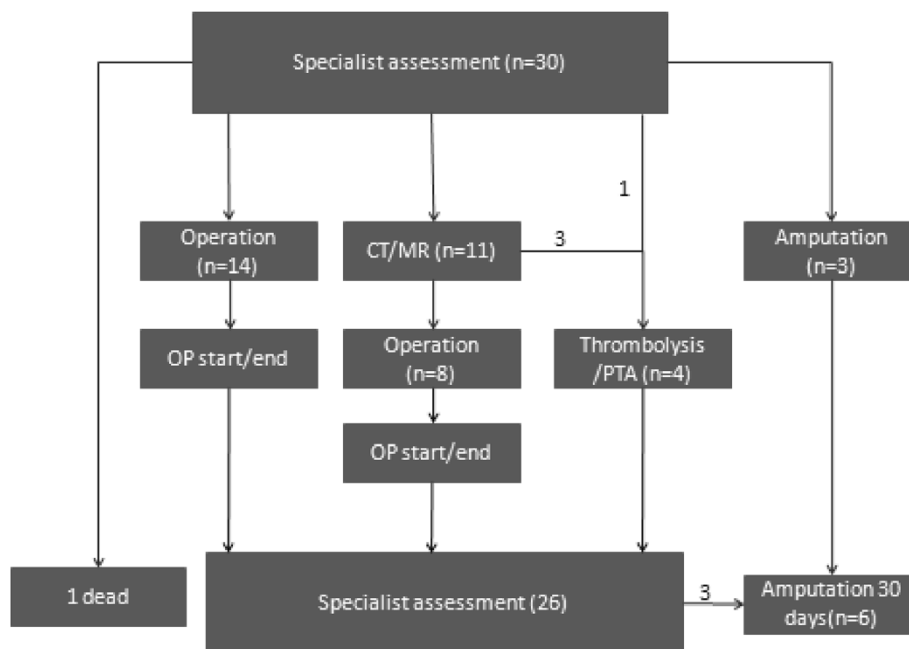 Specialist assessment (n=30)
1
Operation
(n=14)
CT/MR (n=11)
3
Amputation
(n=3)
OP start/end
Operation
(n=8)
Thrombolysis
/PTA (n=4)
OP start/end
1 dead
Specialist assessment (26)
3
Amputation 30
days(n=6)